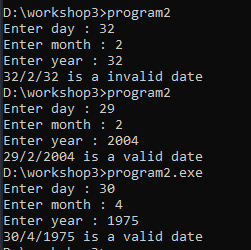 D:\workshop3>program2
Enter day : 32
Enter month : 2
Enter year : 32
32/2/32 is a invalid date
D:\workshop3>program2
Enter day : 29
Enter month : 2
Enter year : 2004
29/2/2004 is a valid date
D:\workshop3>program2.exe
Enter day : 30
Enter month : 4
Enter year : 1975
30/4/1975 is a valid date